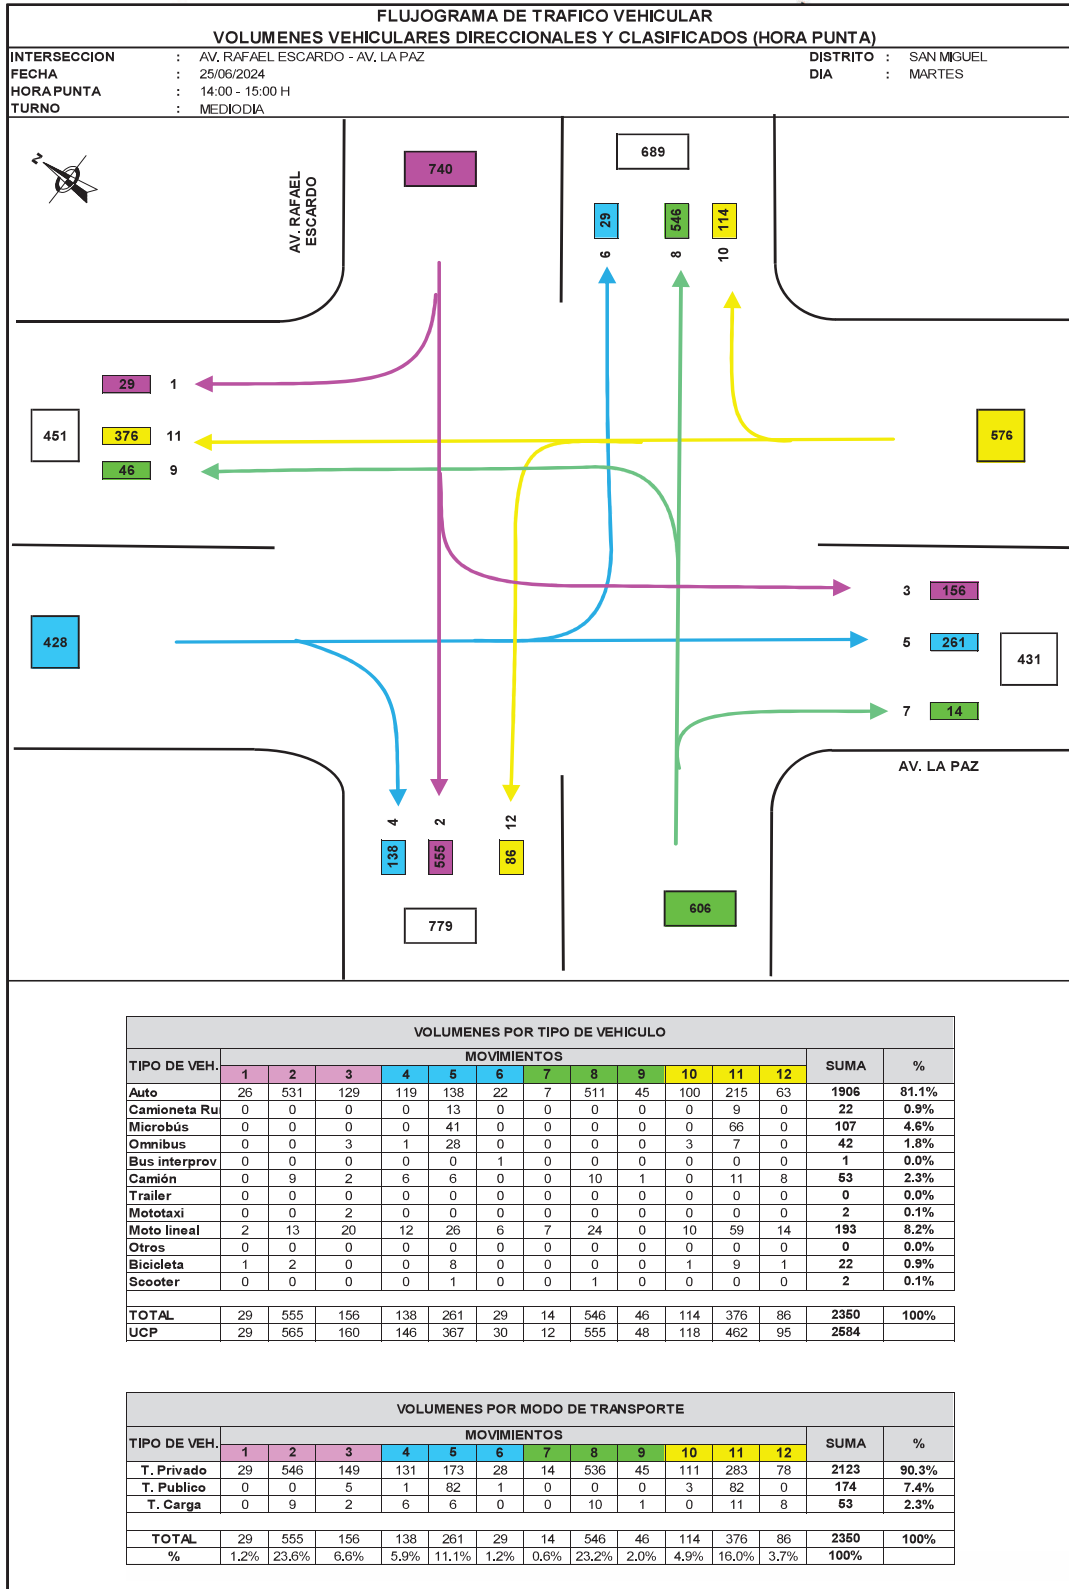 FLUJOGRAMA DE TRAFICO VEHICULAR
VOLUMENES VEHICULARES DIRECCIONALES Y CLASIFICADOS (HORA PUNTA)
INTERSECCION : AV. RAFAEL ESCARDO - AV. LA PAZ DISTRITO : SAN MIGUEL
FECHA : 25/06/2024 DIA : MARTES
HORA PUNTA : 14:00 - 15:00 H
TURNO : MEDIODIA
Z
AV. RAFAEL
ESCARDO
740
689
29 546 114
6 8 10
29 1
451 376 11
46 9
576
3 156
428
5 261
431
7 14
AV. LA PAZ
4 2 12
138 555 86
779
606
VOLUMENES POR TIPO DE VEHICULO
TIPO DE VEH. MOVIMIENTOS SUMA %
1 2 3 4 5 6 7 8 9 10 11 12
Auto 26 531 129 119 138 22 7 511 45 100 215 63 1906 81.1%
Camioneta Ru 0 0 0 0 13 0 0 0 0 0 9 0 22 0.9%
Microbús 0 0 0 0 41 0 0 0 0 0 66 0 107 4.6%
Omnibus 0 0 3 1 28 0 0 0 0 3 7 0 42 1.8%
Bus interprov 0 0 0 0 0 1 0 0 0 0 0 0 1 0.0%
Camión 0 9 2 6 6 0 0 10 1 0 11 8 53 2.3%
Trailer 0 0 0 0 0 0 0 0 0 0 0 0 0 0.0%
Mototaxi 0 0 2 0 0 0 0 0 0 0 0 0 2 0.1%
Moto lineal 2 13 20 12 26 6 7 24 0 10 59 14 193 8.2%
Otros 0 0 0 0 0 0 0 0 0 0 0 0 0 0.0%
Bicicleta 1 2 0 0 8 0 0 0 0 1 9 1 22 0.9%
Scooter 0 0 0 0 1 0 0 1 0 0 0 0 2 0.1%
TOTAL 29 555 156 138 261 29 14 546 46 114 376 86 2350 100%
UCP 29 565 160 146 367 30 12 555 48 118 462 95 2584
VOLUMENES POR MODO DE TRANSPORTE
TIPO DE VEH. MOVIMIENTOS SUMA %
1 2 3 4 5 6 7 8 9 10 11 12
T. Privado 29 546 149 131 173 28 14 536 45 111 283 78 2123 90.3%
T. Publico 0 0 5 1 82 1 0 0 0 3 82 0 174 7.4%
T. Carga 0 9 2 6 6 0 0 10 1 0 11 8 53 2.3%
TOTAL 29 555 156 138 261 29 14 546 46 114 376 86 2350 100%
% 1.2% 23.6% 6.6% 5.9% 11.1% 1.2% 0.6% 23.2% 2.0% 4.9% 16.0% 3.7% 100%